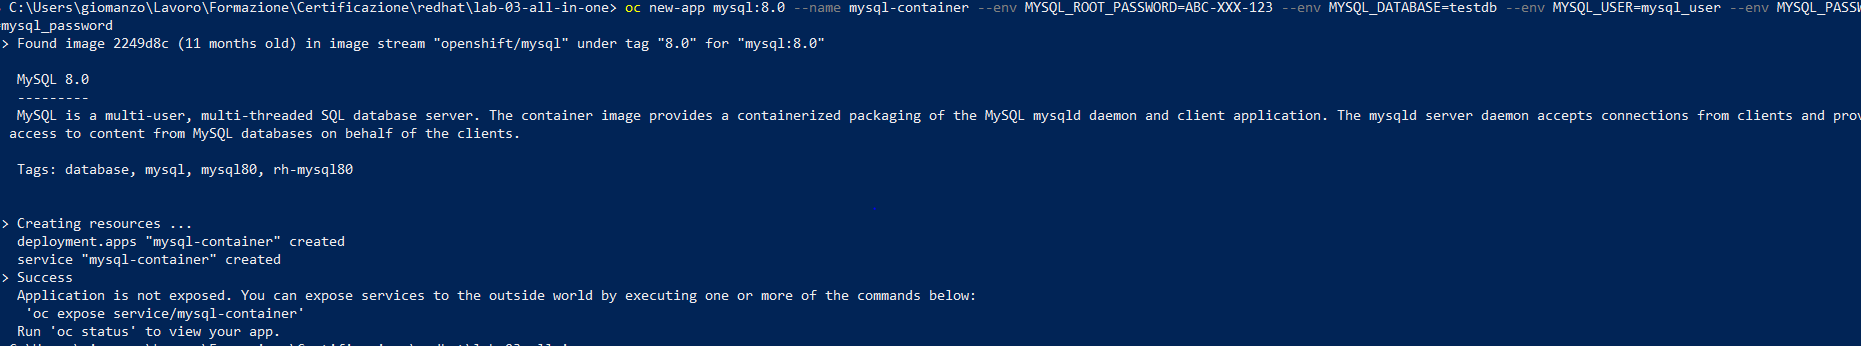 C:\Users\giomanzo\Lavoro\Formazione\Certificazione\redhat\lab-03-all-in-one> oc new-app mysql:8.0 --name mysql-container --env MYSQL_ROOT_PASSWORD=ABC-XXX-123 --env MYSQL_DATABASE=testdb --env MYSQL_USER=mysql_user --env MYSQL_PASSW
mysql_password
> Found image 2249d8c (11 months old) in image stream "openshift/mysql" under tag "8.0" for "mysql:8.0"
MySQL 8.0
---------
MySQL is a multi-user, multi-threaded SQL database server. The container image provides a containerized packaging of the MySQL mysqld daemon and client application. The mysqld server daemon accepts connections from clients and prov
access to content from MySQL databases on behalf of the clients.
Tags: database, mysql, mysql80, rh-mysql80
> Creating resources ...
deployment.apps "mysql-container" created
service "mysql-container" created
> Success
Application is not exposed. You can expose services to the outside world by executing one or more of the commands below:
'oc expose service/mysql-container'
Run 'oc status' to view your app.